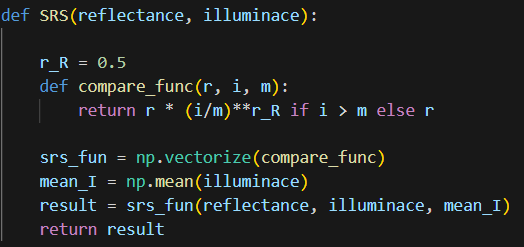 def SRS(reflectance, illuminace):
r_R = 0.5
def compare_func(r, i, m):
return r * (i/m)**r_R if i > m else r
srs_fun = np.vectorize(compare_func)
mean_I = np.mean(illuminace)
result = srs_fun(reflectance, illuminace, mean_I)
return result